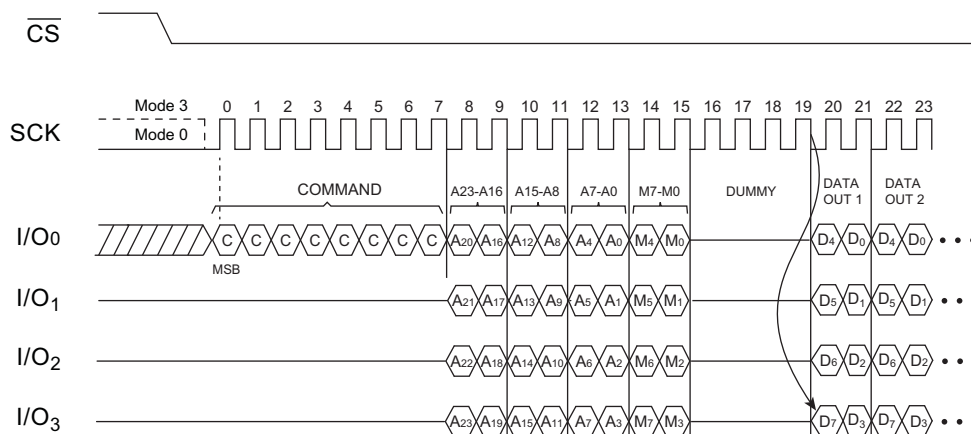 CS
Mode 3 0 1 2 3 4 5 6 7 8 9 10 11 12 13 14 15 16 17 18 19 20 21 22 23
SCK
Mode 0
COMMAND A23-A16 A15-A8 A7-A0 M7-M0 DUMMY DATA OUT 1 DATA OUT 2
I/O0 C C C C C C C C A20 A16 A12 A8 A4 A0 M4 M0 D4 D0 D4 D0
MSB
I/O1 A21 A17 A13 A9 A5 A1 M5 M1 D5 D1 D5 D1
I/O2 A22 A18 A14 A10 A6 A2 M6 M2 D6 D2 D6 D2
I/O3 A23 A19 A15 A11 A7 A3 M7 M3 D7 D3 D7 D3